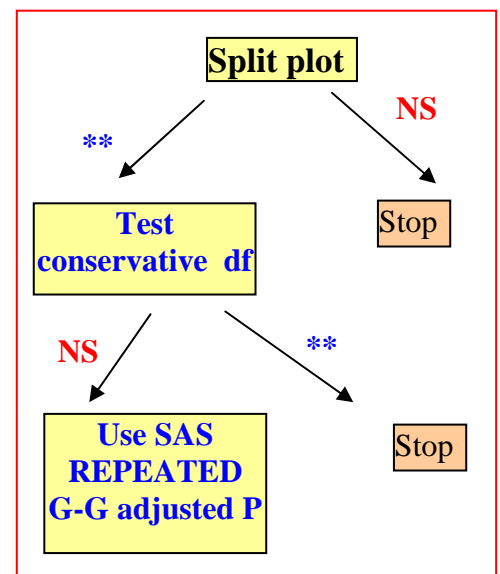 Split plot
NS
**
Stop
Test
conservative df
NS
**
Use SAS
REPEATED
G-G adjusted P
Stop